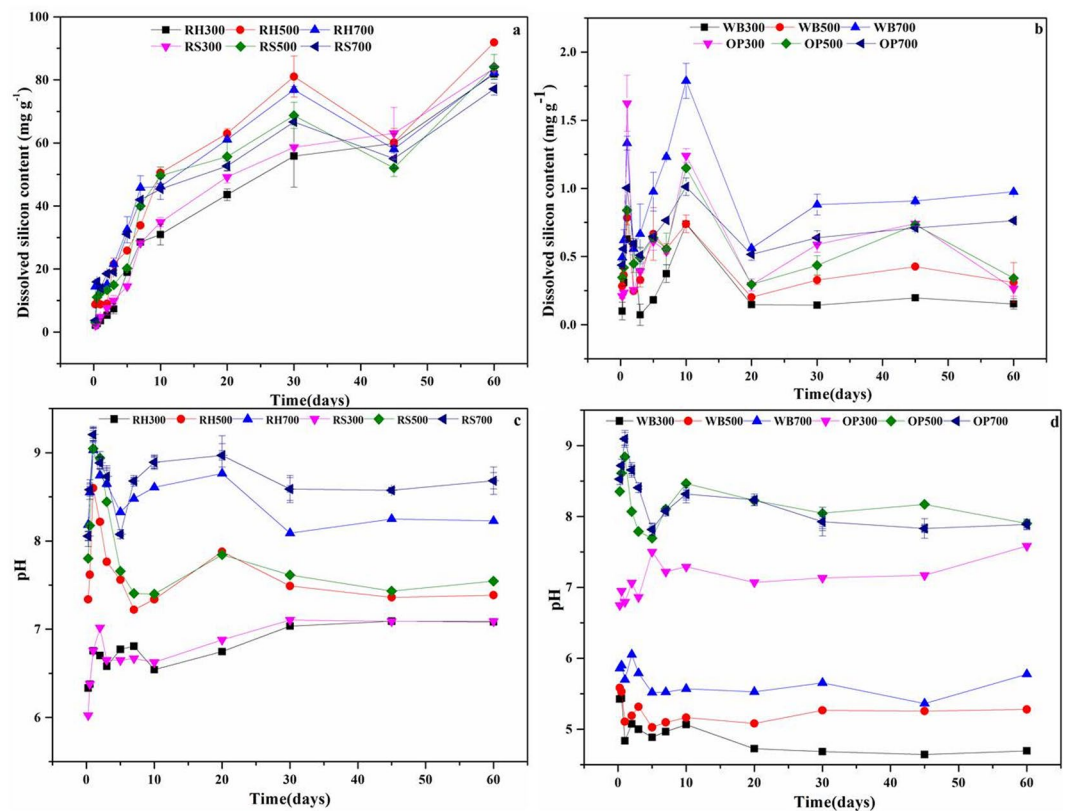 RH300 RH500 RH700 a
RS300 RS500 RS700
Dissolved silicon content (mg g-1)
100
80
60
40
20
0
0 10 20 30 40 50 60
Time(days)
WB300 WB500 WB700 b
OP300 OP500 OP700
Dissolved silicon content (mg g-1)
2.0
1.5
1.0
0.5
0.0
0 10 20 30 40 50 60
Time(days)
RH300 RH500 RH700 RS300 RS500 RS700 c
pH
9
8
7
6
0 10 20 30 40 50 60
Time(days)
WB300 WB500 WB700 OP300 OP500 OP700 d
pH
9
8
7
6
5
0 10 20 30 40 50 60
Time(days)